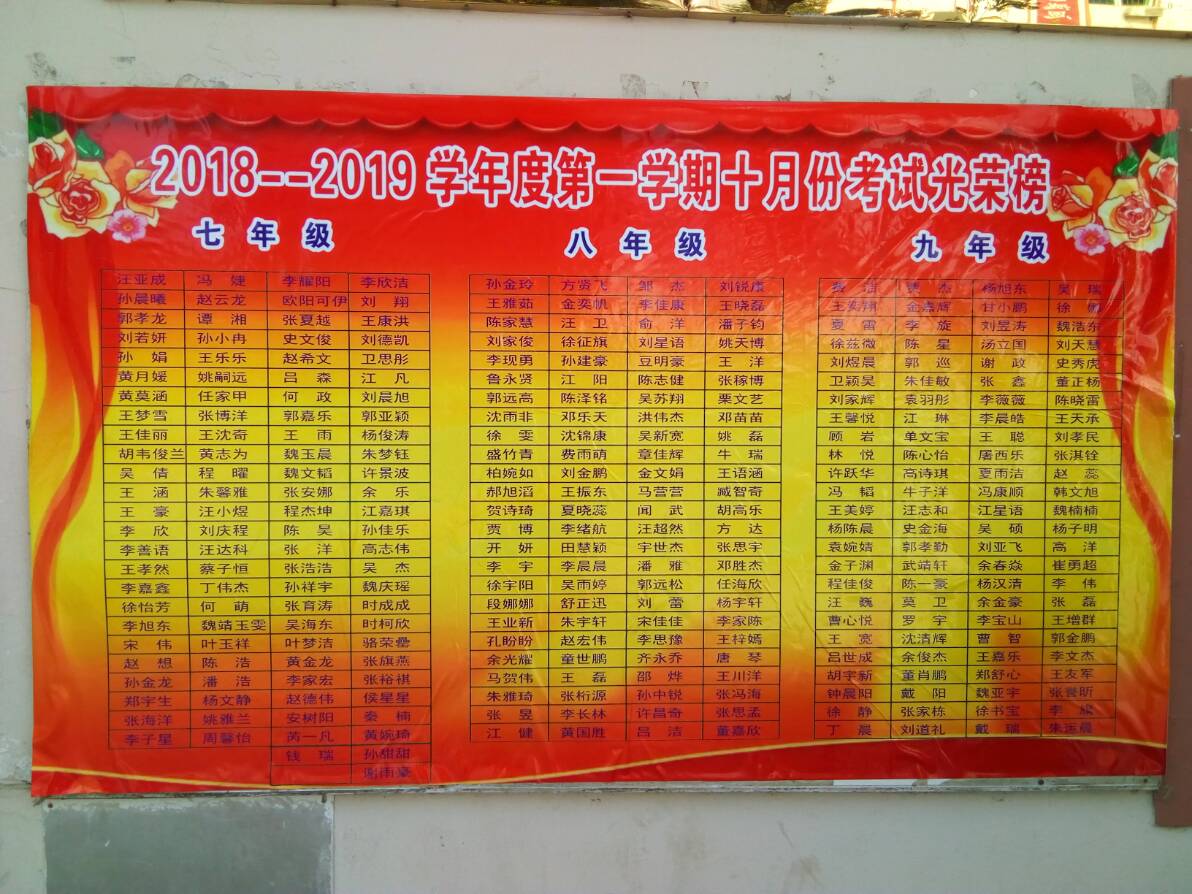 2018--2019学年度第一学期十月份考试光荣榜
七年级 八年级 九年级
汪亚成 冯婕 李耀阳 李欣洁
孙晨曦 赵云龙 欧阳可伊 刘翔
郭孝龙 谭湘 张夏越 王康洪
刘若妍 孙小冉 史文俊 刘德凯
孙娟 王乐乐 赵希文 卫思彤
黄月媛 姚嗣远 吕森 江凡
黄莫涵 任家甲 何政 刘晨旭
王梦雪 张博洋 郭嘉乐 郭亚颖
王佳丽 王沈奇 王雨 杨俊涛
胡韦俊兰 黄志为 魏玉晨 朱梦钰
吴倩 程曜 魏文韬 许景波
王涵 朱馨雅 张安娜 余乐
王豪 汪小煜 程杰坤 江嘉琪
李欣 刘庆程 陈昊 孙佳乐
李善语 汪达科 张洋 高志伟
王孝然 蔡子恒 张浩浩 吴杰
李嘉鑫 丁伟杰 孙祥宇 魏庆瑶
徐怡芳 何萌 张育涛 时成成
李旭东 魏靖玉雯 吴海东 时柯欣
宋伟 叶玉祥 叶梦洁 骆荣罍
赵想 陈浩 黄金龙 张旗燕
孙金龙 潘浩 李家宏 张裕祺
郑宇生 杨文静 赵德伟 侯星星
张海洋 姚雅兰 安树阳 秦楠
李子星 周馨怡 芮一凡 黄婉琦
钱瑞 孙甜甜
谢雨豪
孙金玲 方贤飞 邹杰 刘锐康
王雅茹 金奕帆 李佳康 王晓磊
陈家慧 汪卫 俞洋 潘子钧
刘家俊 徐征旗 刘星语 姚天博
李现勇 孙建豪 豆明豪 王洋
鲁永贤 江阳 陈志健 张稼博
郭远高 陈泽铭 吴苏翔 栗文艺
沈雨非 邓乐天 洪伟杰 邓苗苗
徐雯 沈锦康 吴新宽 姚磊
盛竹青 费雨萌 章佳辉 牛瑞
柏婉如 刘金鹏 金文娟 王语涵
郝旭滔 王振东 马营营 臧智奇
贺诗琦 夏晓蕊 闻武 胡高乐
贾博 李绪航 汪超然 方达
开妍 田慧颖 宇世杰 张思宇
李宇 李晨晨 潘雅 邓胜杰
徐宇阳 吴雨婷 郭远松 任海欣
段娜娜 舒正迅 刘蕾 杨宇轩
王业新 朱宇轩 宋佳佳 李家陈
孔盼盼 赵宏伟 李思豫 王梓嫣
余光耀 童世鹏 齐永乔 唐琴
马贺伟 王磊 邵烨 王川洋
朱雅琦 张桁源 孙中锐 张冯海
张昱 李长林 许昌奇 张思孟
江健 黄国胜 吕洁 董嘉欣
杰 杨旭东 吴瑞
王奕翔 金嘉辉 甘小鹏 徐娜
夏雷 李旋 刘昱涛 魏浩东
徐兹微 陈星 汤立国 刘天慧
刘煜晨 郭巡 谢政 史秀虎
卫颖昊 朱佳敏 张鑫 董正杨
刘家辉 袁羽彤 李薇薇 陈晓雷
王馨悦 江琳 李晨皓 王天承
顾岩 单文宝 王聪 刘孝民
林悦 陈心怡 屠西乐 张淇铨
许跃华 高诗琪 夏雨洁 赵蕊
冯韬 牛子洋 冯康顺 韩文旭
王美婷 汪志和 江星语 魏楠楠
杨陈晨 史金海 吴硕 杨子明
袁婉婧 郭孝勤 刘亚飞 高洋
金子渊 武靖轩 余春焱 崔勇超
程佳俊 陈一豪 杨汉清 李伟
汪巍 莫卫 余金豪 张磊
曹心悦 罗宇 李宝山 王增群
王宽 沈清辉 曹智 郭金鹏
吕世成 余俊杰 王嘉乐 李文杰
胡宇新 董肖鹏 郑舒心 王友军
钟晨阳 戴阳 魏亚宇 张餐昕
徐静 张家栋 徐书宝 李
丁晨 刘道礼 戴瑞 朱运晨